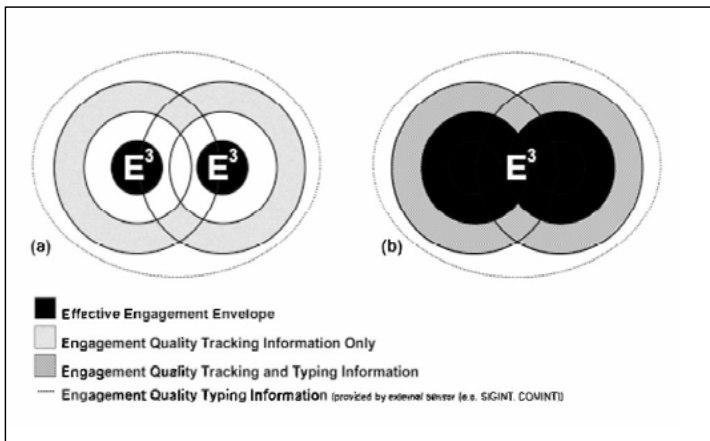 E³ E³ E³
(a) (b)
Effective Engagement Envelope
Engagement Quality Tracking Information Only
Engagement Quality Tracking and Typing Information
Engagement Quality Typing Information (provided by external sensor (e.g. SIGINT, COMINT))